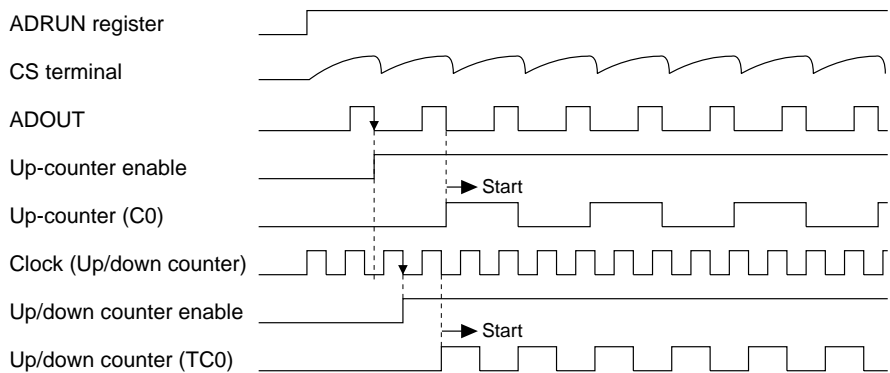 ADRUN register
CS terminal
ADOUT
Up-counter enable
Start
Up-counter (C0)
Clock (Up/down counter)
Up/down counter enable
Start
Up/down counter (TC0)